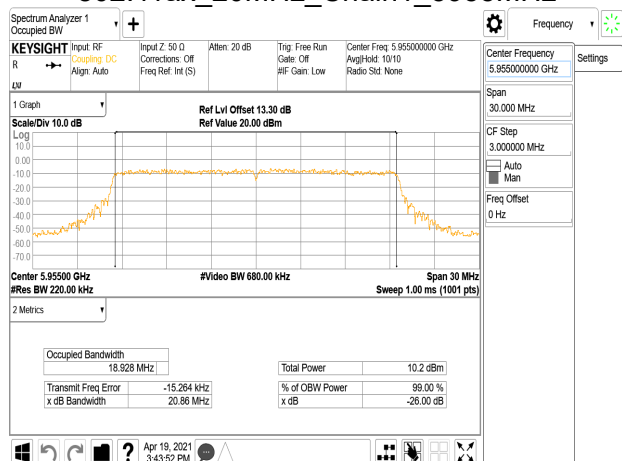 Spectrum Analyzer 1
Occupied BW
Frequency
KEYSIGHT
R
Input: RF
Coupling: DC
Align: Auto
Input Z: 50 Ω
Corrections: Off
Freq Ref: Int (S)
Atten: 20 dB
Trig: Free Run
Gate: Off
#IF Gain: Low
Center Freq: 5.955000000 GHz
Avg|Hold: 10/10
Radio Std: None
Center Frequency
5.955000000 GHz
Settings
Span
30.000 MHz
CF Step
3.000000 MHz
Auto
Man
Freq Offset
0 Hz
1 Graph
Scale/Div 10.0 dB
Ref Lvl Offset 13.30 dB
Ref Value 20.00 dBm
Log
10.0
0.00
-10.0
-20.0
-30.0
-40.0
-50.0
-60.0
-70.0
Center 5.95500 GHz
#Res BW 220.00 kHz
#Video BW 680.00 kHz
Span 30 MHz
Sweep 1.00 ms (1001 pts)
2 Metrics
Occupied Bandwidth
18.928 MHz
Transmit Freq Error -15.264 kHz
x dB Bandwidth 20.86 MHz
Total Power 10.2 dBm
% of OBW Power 99.00 %
x dB -26.00 dB
Apr 19, 2021
3:43:52 PM